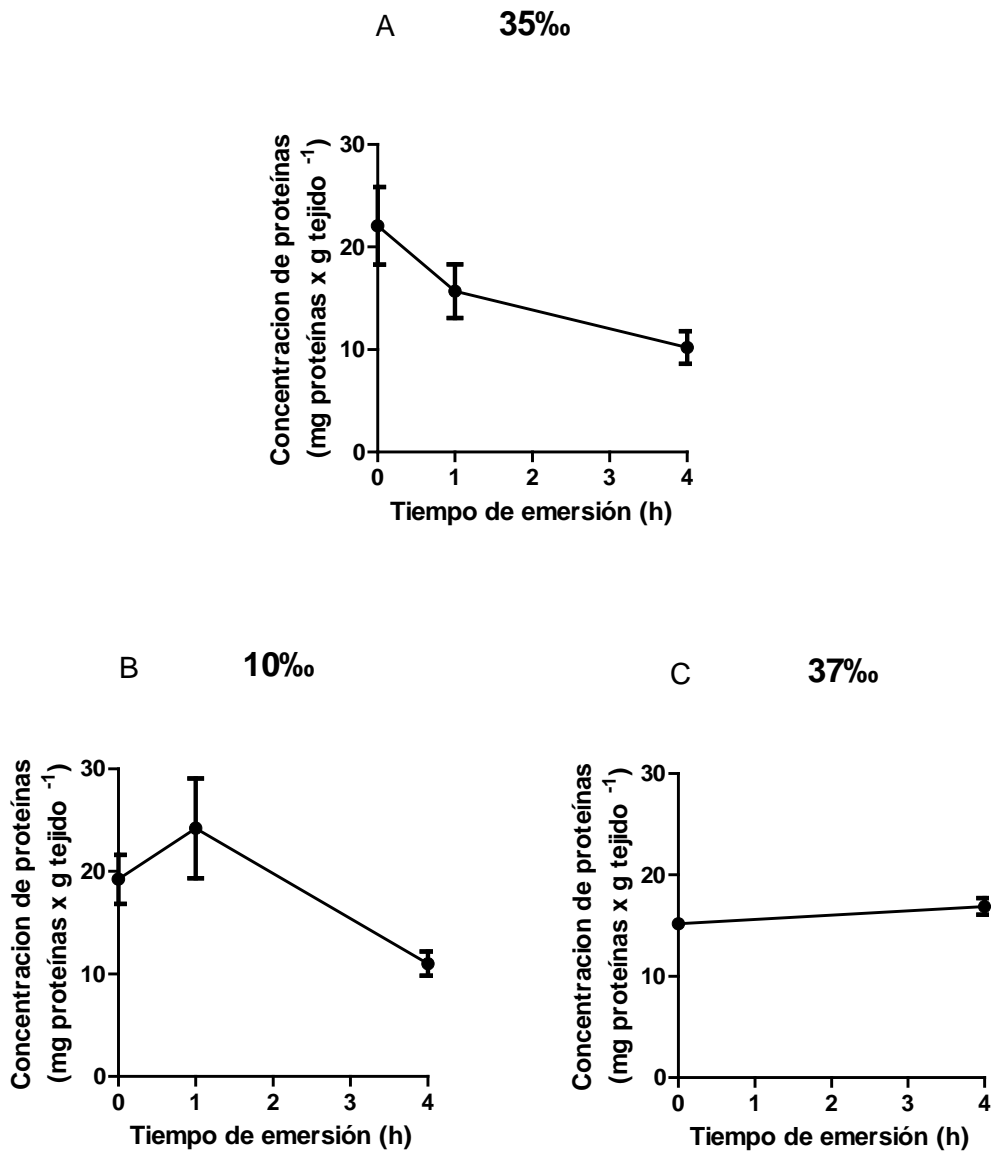 A 35‰
Concentracion de proteínas
(mg proteínas x g tejido -1)
30
20
10
0
0 1 2 3 4
Tiempo de emersión (h)
B 10‰
Concentracion de proteínas
(mg proteínas x g tejido -1)
30
20
10
0
0 1 2 3 4
Tiempo de emersión (h)
C 37‰
Concentracion de proteínas
(mg proteínas x g tejido -1)
30
20
10
0
0 1 2 3 4
Tiempo de emersión (h)